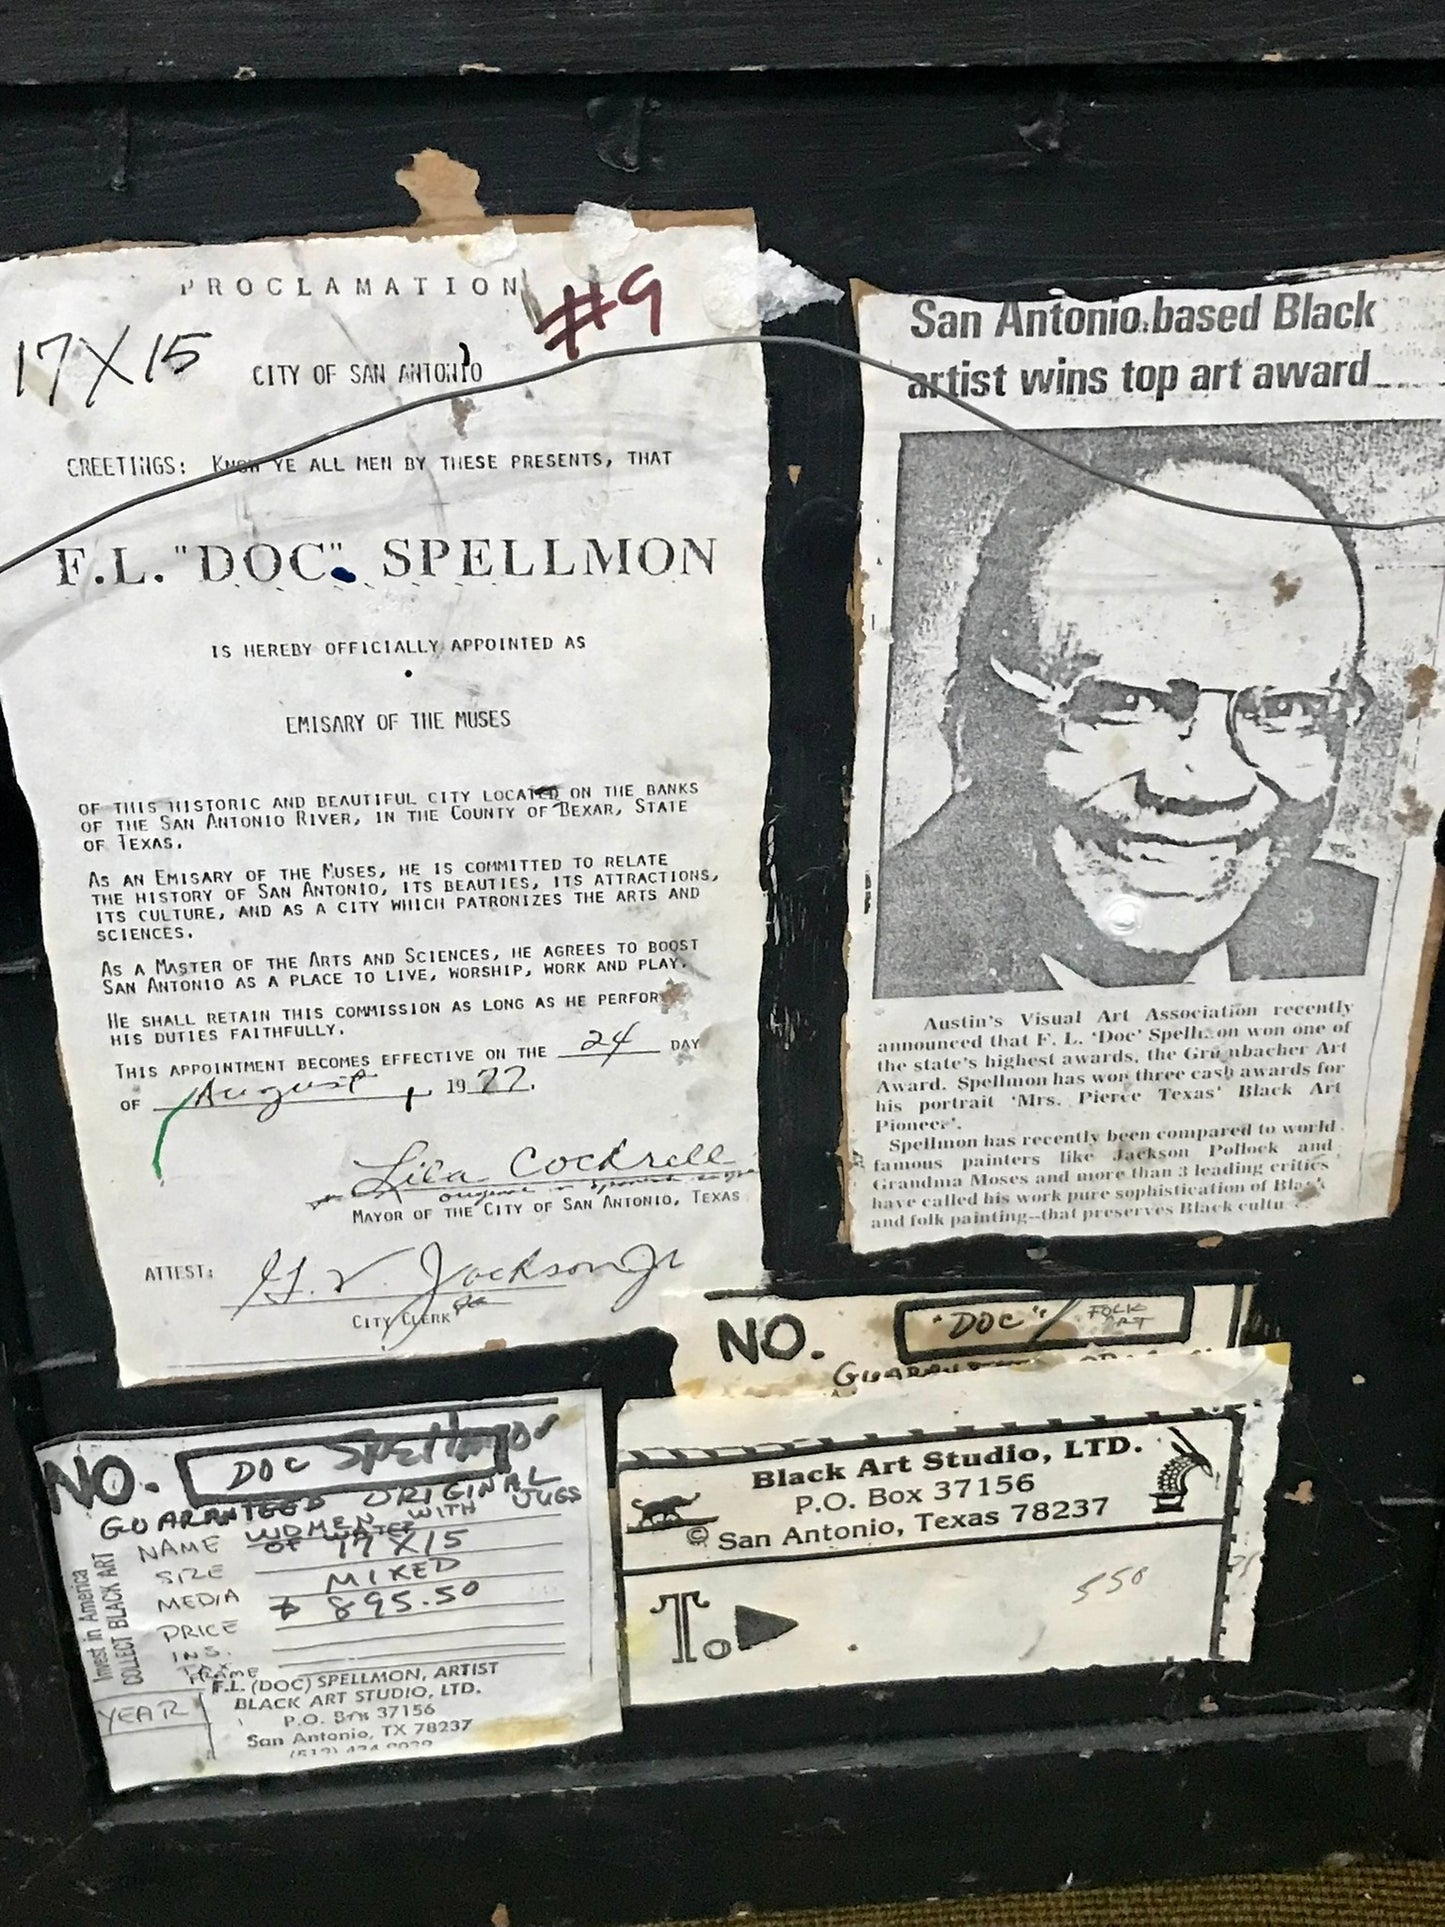 PROCLAMATION
#9
17 X 15
CITY OF SAN ANTONIO
GREETINGS: KNOW YE ALL MEN BY THESE PRESENTS, THAT
F.L. "DOC" SPELLMON
IS HEREBY OFFICIALLY APPOINTED AS
EMISARY OF THE MUSES
OF THIS HISTORIC AND BEAUTIFUL CITY LOCATED ON THE BANKS
OF THE SAN ANTONIO RIVER, IN THE COUNTY OF BEXAR, STATE
OF TEXAS.
AS AN EMISARY OF THE MUSES, HE IS COMMITTED TO RELATE
THE HISTORY OF SAN ANTONIO, ITS BEAUTIES, ITS ATTRACTIONS,
ITS CULTURE, AND AS A CITY WHICH PATRONIZES THE ARTS AND
SCIENCES.
AS A MASTER OF THE ARTS AND SCIENCES, HE AGREES TO BOOST
SAN ANTONIO AS A PLACE TO LIVE, WORSHIP, WORK AND PLAY.
HE SHALL RETAIN THIS COMMISSION AS LONG AS HE PERFOR
HIS DUTIES FAITHFULLY.
THIS APPOINTMENT BECOMES EFFECTIVE ON THE 24 DAY
OF August, 1977.
Lila Cockrell
MAYOR OF THE CITY OF SAN ANTONIO, TEXAS
ATTEST: G. V. Jackson Jr
CITY CLERK
San Antonio based Black
artist wins top art award
Austin's Visual Art Association recently
announced that F. L. 'Doc' Spellmon won one of
the state's highest awards, the Grumbacher Art
Award. Spellmon has won three cash awards for
his portrait 'Mrs. Pierce Texas' Black Art
Pioneer'.
Spellmon has recently been compared to world
famous painters like Jackson Pollock and
Grandma Moses and more than 3 leading critics
have called his work pure sophistication of Black
and folk painting--that preserves Black cultu
NO. "DOC" / FOLK ART
GUARAN
NO. DOC Spellmon
GUARANTEED ORIGINAL
NAME WOMEN WITH JUGS
OF WATER
SIZE 17 X 15
MEDIA MIXED
PRICE $ 895.50
INS.
TAX
FRAME
Invest in America
COLLECT BLACK ART
YEAR
F.L. (DOC) SPELLMON, ARTIST
BLACK ART STUDIO, LTD.
P.O. Box 37156
San Antonio, TX 78237
Black Art Studio, LTD.
P.O. Box 37156
© San Antonio, Texas 78237
To
550